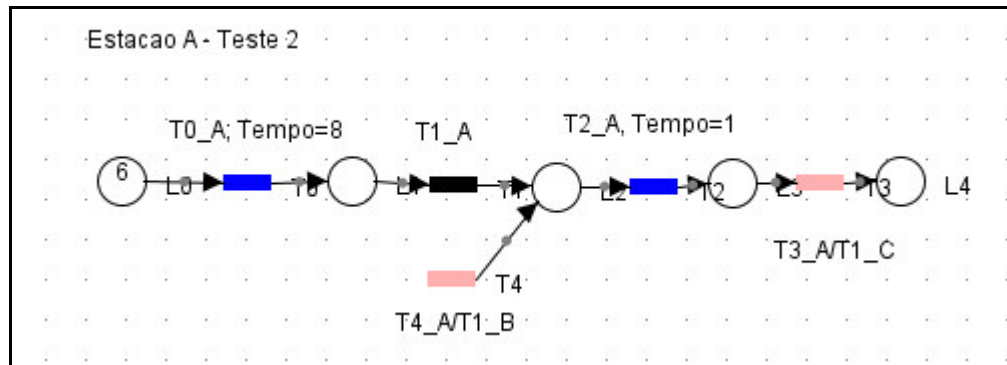 Estacao A - Teste 2
T0_A; Tempo=8
T1_A
T2_A, Tempo=1
6
L0
T0
L1
T1
L2
T2
L3
T3
L4
T3_A/T1_C
T4
T4_A/T1_B